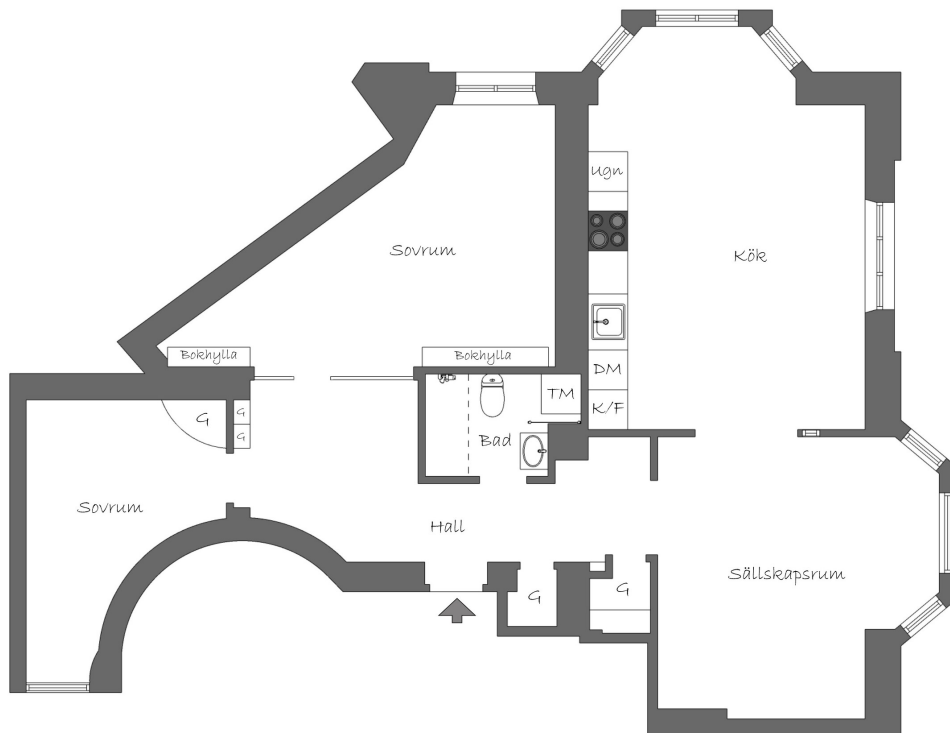 Ugn
Sovrum
Kök
Bokhylla
Bokhylla
DM
TM
K/F
G
G
G
Bad
Sovrum
Hall
Sällskapsrum
G
G